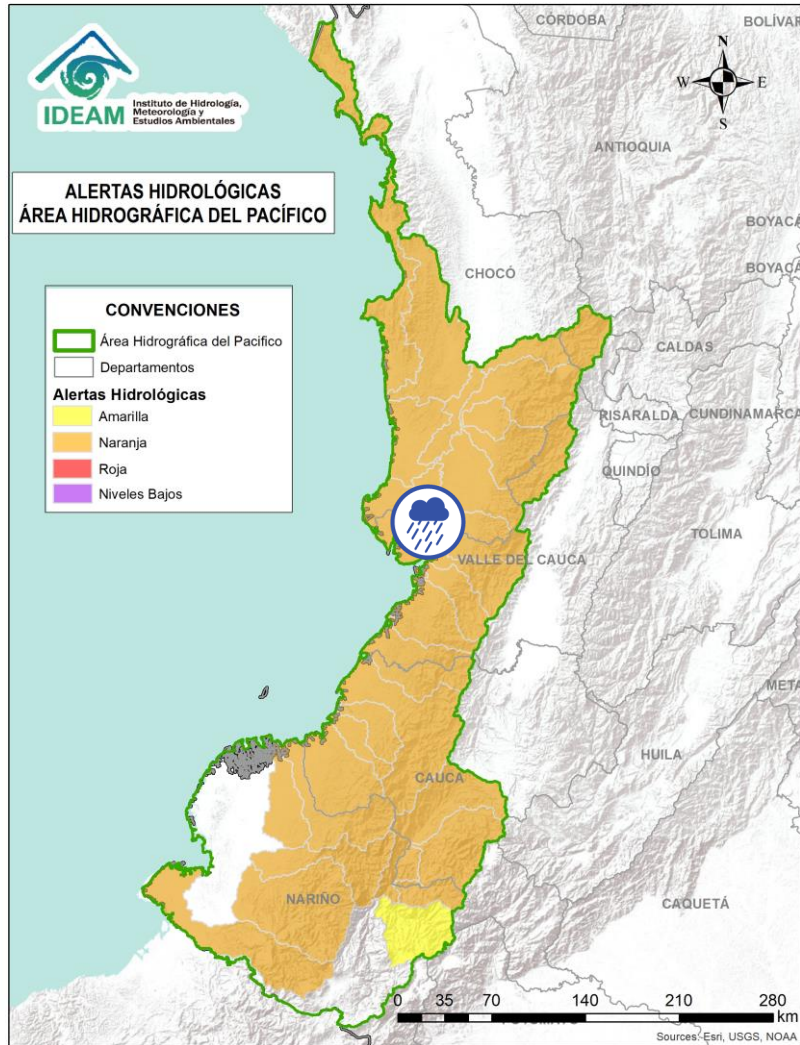 CÓRDOBA
BOLÍVAR
N
W
E
S
IDEAM
Instituto de Hidrología,
Meteorología y
Estudios Ambientales
ANTIOQUIA
ALERTAS HIDROLÓGICAS
ÁREA HIDROGRÁFICA DEL PACÍFICO
BOYACÁ
BOYACÁ
CHOCÓ
CONVENCIONES
Área Hidrográfica del Pacifico
Departamentos
Alertas Hidrológicas
Amarilla
Naranja
Roja
Niveles Bajos
CALDAS
RISARALDA
CUNDINAMARCA
QUINDÍO
TOLIMA
VALLE DEL CAUCA
META
HUILA
CAUCA
CAQUETÁ
NARIÑO
0 35 70 140 210 280
km
Sources: Esri, USGS, NOAA